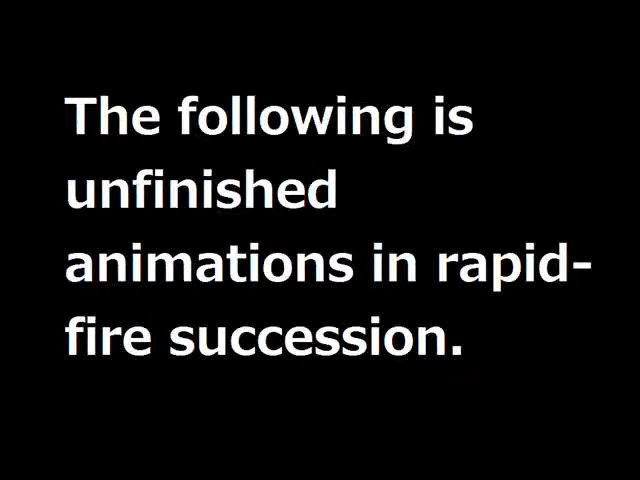 The following is
unfinished
animations in rapid-
fire succession.